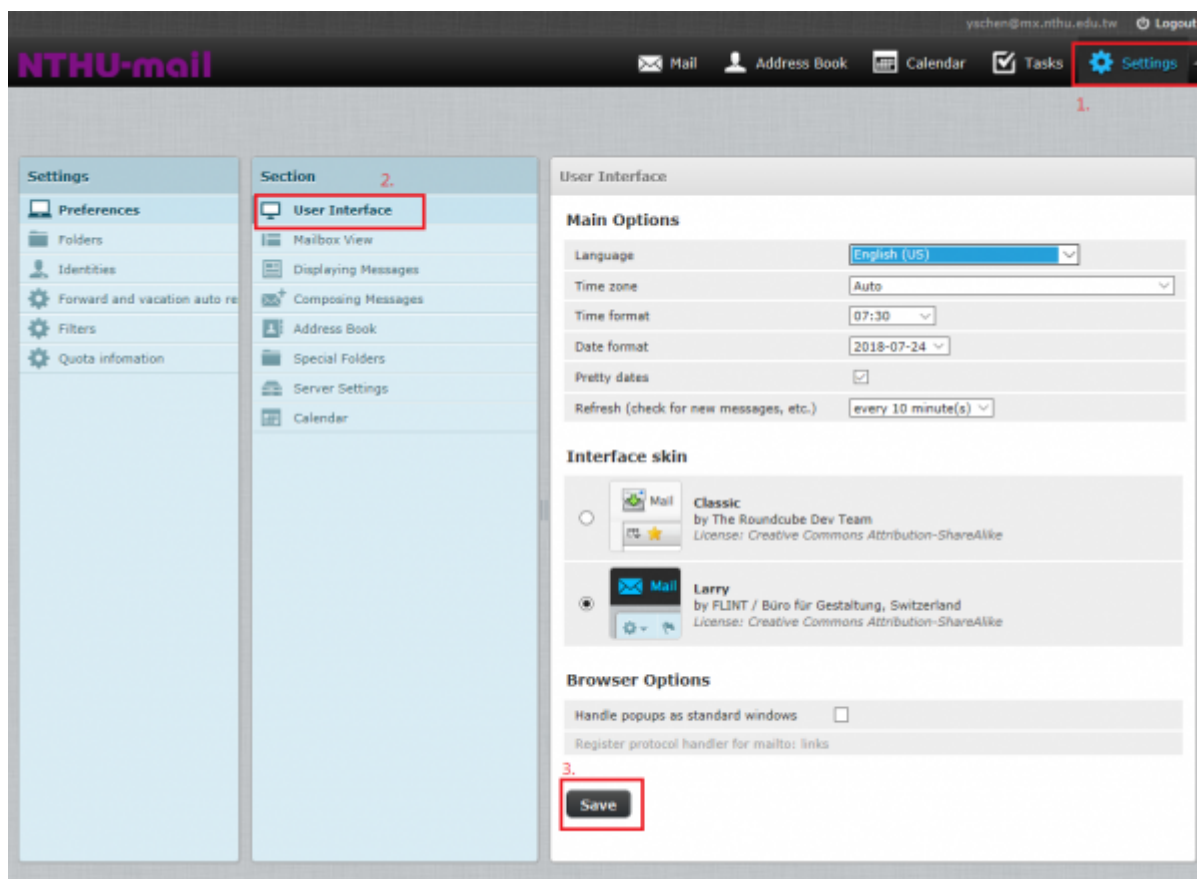 yschen@mx.nthu.edu.tw Logout
NTHU-mail
Mail Address Book Calendar Tasks Settings
1.
Settings
Preferences
Folders
Identities
Forward and vacation auto re
Filters
Quota infomation
Section
2.
User Interface
Mailbox View
Displaying Messages
Composing Messages
Address Book
Special Folders
Server Settings
Calendar
User Interface
Main Options
Language English (US)
Time zone Auto
Time format 07:30
Date format 2018-07-24
Pretty dates
Refresh (check for new messages, etc.) every 10 minute(s)
Interface skin
Mail
Classic
by The Roundcube Dev Team
License: Creative Commons Attribution-ShareAlike
Mail
Larry
by FLINT / Büro für Gestaltung, Switzerland
License: Creative Commons Attribution-ShareAlike
Browser Options
Handle popups as standard windows
Register protocol handler for mailto: links
3.
Save